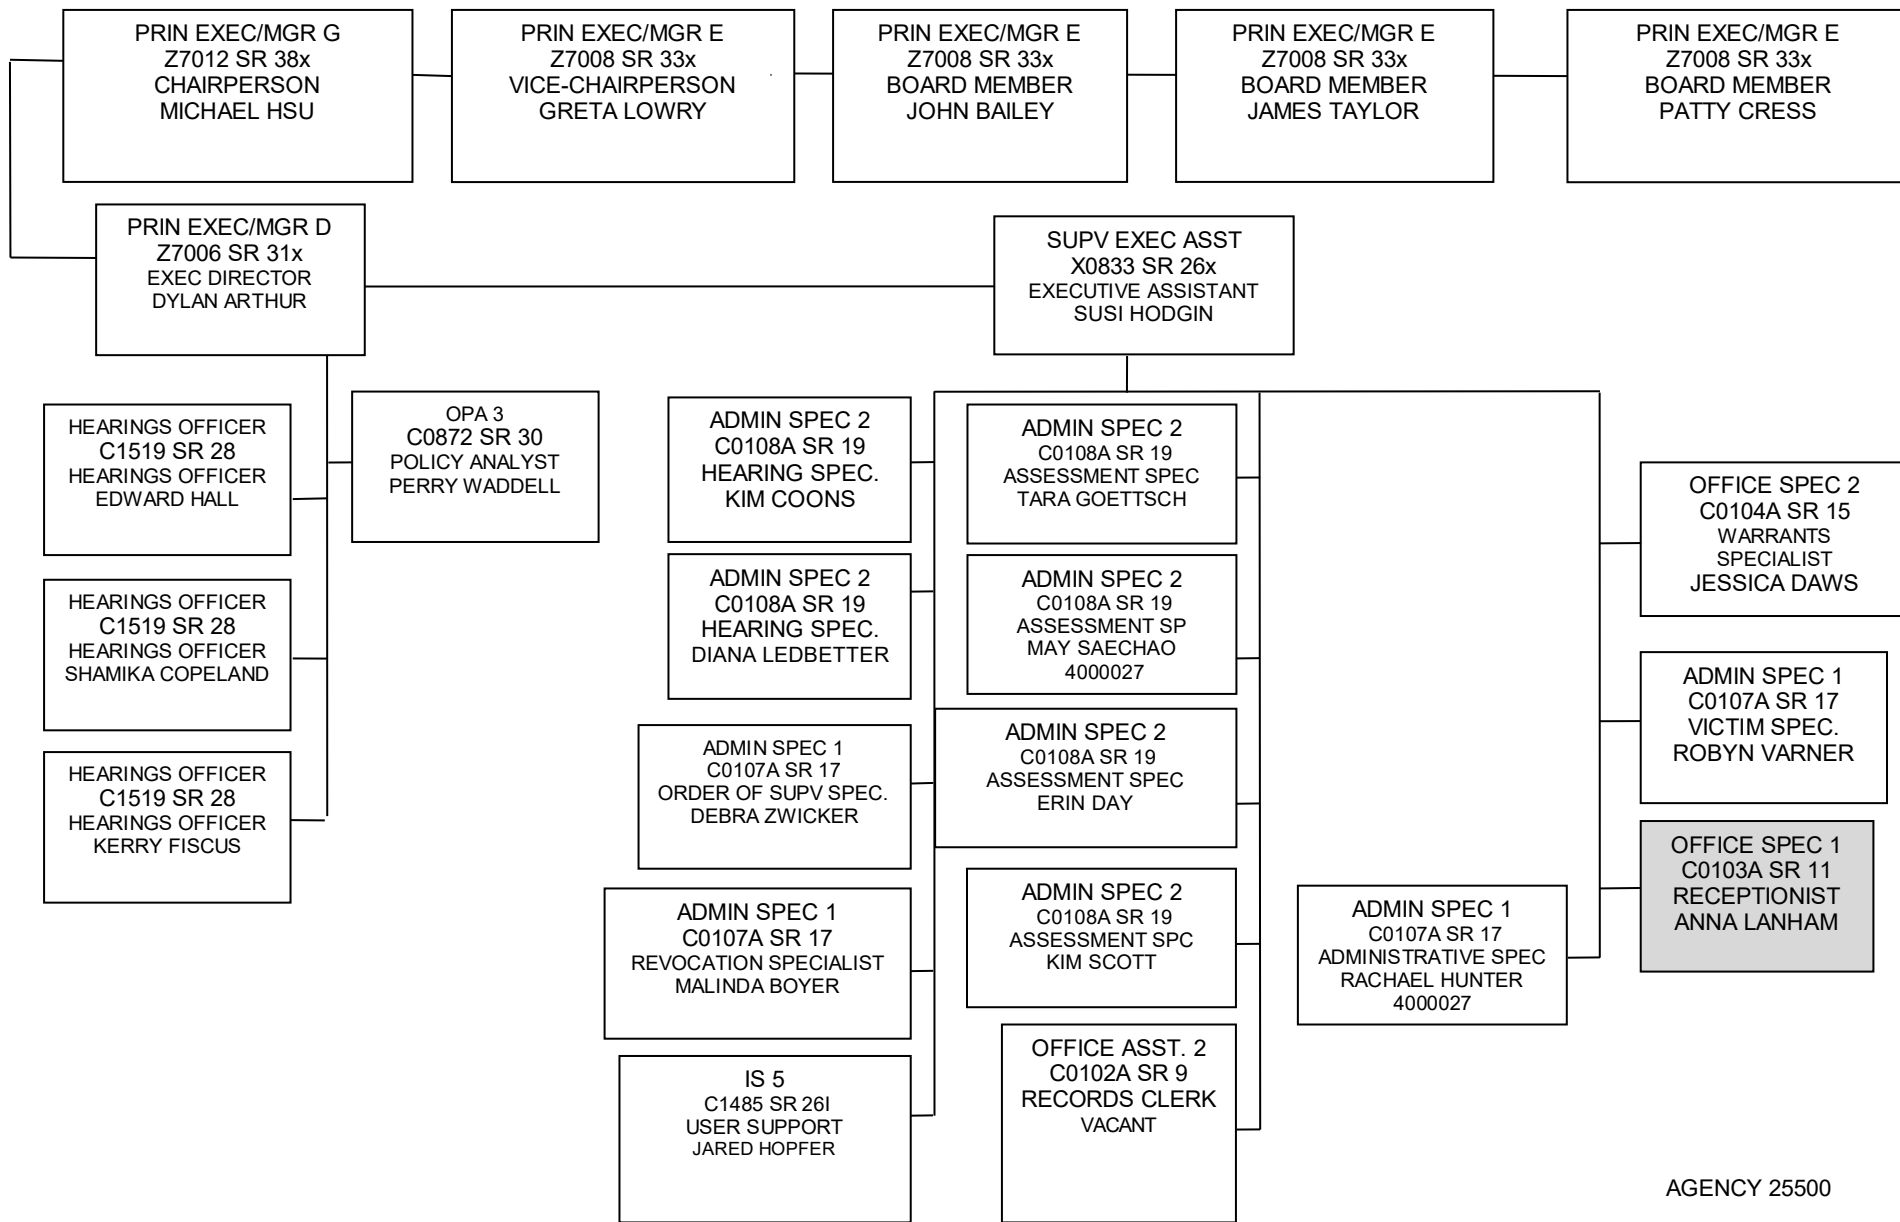 PRIN EXEC/MGR G
Z7012 SR 38x
CHAIRPERSON
MICHAEL HSU
PRIN EXEC/MGR E
Z7008 SR 33x
VICE-CHAIRPERSON
GRETA LOWRY
PRIN EXEC/MGR E
Z7008 SR 33x
BOARD MEMBER
JOHN BAILEY
PRIN EXEC/MGR E
Z7008 SR 33x
BOARD MEMBER
JAMES TAYLOR
PRIN EXEC/MGR E
Z7008 SR 33x
BOARD MEMBER
PATTY CRESS
PRIN EXEC/MGR D
Z7006 SR 31x
EXEC DIRECTOR
DYLAN ARTHUR
SUPV EXEC ASST
X0833 SR 26x
EXECUTIVE ASSISTANT
SUSI HODGIN
HEARINGS OFFICER
C1519 SR 28
HEARINGS OFFICER
EDWARD HALL
OPA 3
C0872 SR 30
POLICY ANALYST
PERRY WADDELL
HEARINGS OFFICER
C1519 SR 28
HEARINGS OFFICER
SHAMIKA COPELAND
HEARINGS OFFICER
C1519 SR 28
HEARINGS OFFICER
KERRY FISCUS
ADMIN SPEC 2
C0108A SR 19
HEARING SPEC.
KIM COONS
ADMIN SPEC 2
C0108A SR 19
HEARING SPEC.
DIANA LEDBETTER
ADMIN SPEC 1
C0107A SR 17
ORDER OF SUPV SPEC.
DEBRA ZWICKER
ADMIN SPEC 1
C0107A SR 17
REVOCATION SPECIALIST
MALINDA BOYER
IS 5
C1485 SR 26I
USER SUPPORT
JARED HOPFER
ADMIN SPEC 2
C0108A SR 19
ASSESSMENT SPEC
TARA GOETTSCH
ADMIN SPEC 2
C0108A SR 19
ASSESSMENT SP
MAY SAECHAO
4000027
ADMIN SPEC 2
C0108A SR 19
ASSESSMENT SPEC
ERIN DAY
ADMIN SPEC 2
C0108A SR 19
ASSESSMENT SPC
KIM SCOTT
OFFICE ASST. 2
C0102A SR 9
RECORDS CLERK
VACANT
OFFICE SPEC 2
C0104A SR 15
WARRANTS
SPECIALIST
JESSICA DAWS
ADMIN SPEC 1
C0107A SR 17
VICTIM SPEC.
ROBYN VARNER
OFFICE SPEC 1
C0103A SR 11
RECEPTIONIST
ANNA LANHAM
ADMIN SPEC 1
C0107A SR 17
ADMINISTRATIVE SPEC
RACHAEL HUNTER
4000027
AGENCY 25500